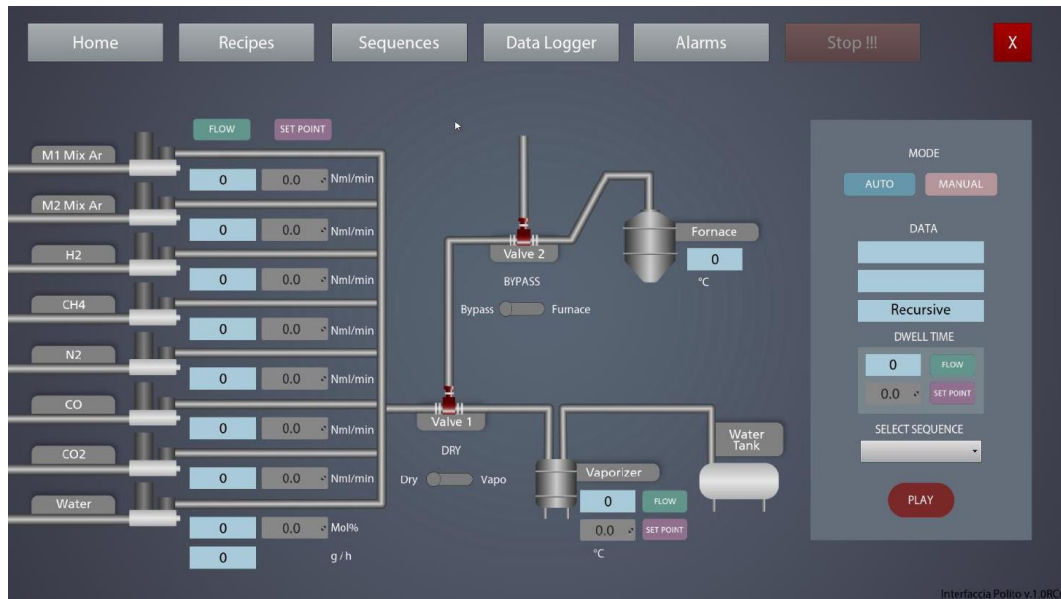 Home Recipes Sequences Data Logger Alarms Stop !!! X
FLOW SET POINT
M1 Mix Ar
0 0.0 Nml/min
M2 Mix Ar
0 0.0 Nml/min
H2
0 0.0 Nml/min
CH4
0 0.0 Nml/min
N2
0 0.0 Nml/min
CO
0 0.0 Nml/min
CO2
0 0.0 Nml/min
Water
0 0.0 Mol%
0 g / h
Valve 2
BYPASS
Bypass Furnace
Fornace
0
°C
Valve 1
DRY
Dry Vapo
Vaporizer
0 FLOW
0.0 SET POINT
°C
Water
Tank
MODE
AUTO MANUAL
DATA
Recursive
DWELL TIME
0 FLOW
0.0 SET POINT
SELECT SEQUENCE
PLAY
Interfaccia Polito v.1.0RC